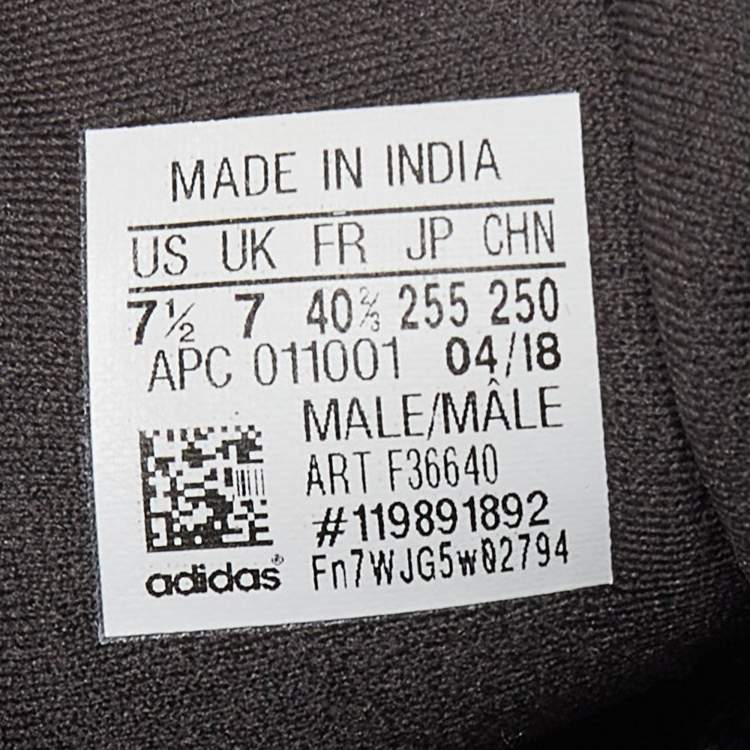 MADE IN INDIA
US UK FR JP CHN
7½ 7 40⅔ 255 250
APC 011001 04/18
MALE/MÂLE
ART F36640
#119891892
adidas® Fn7WJG5w02794